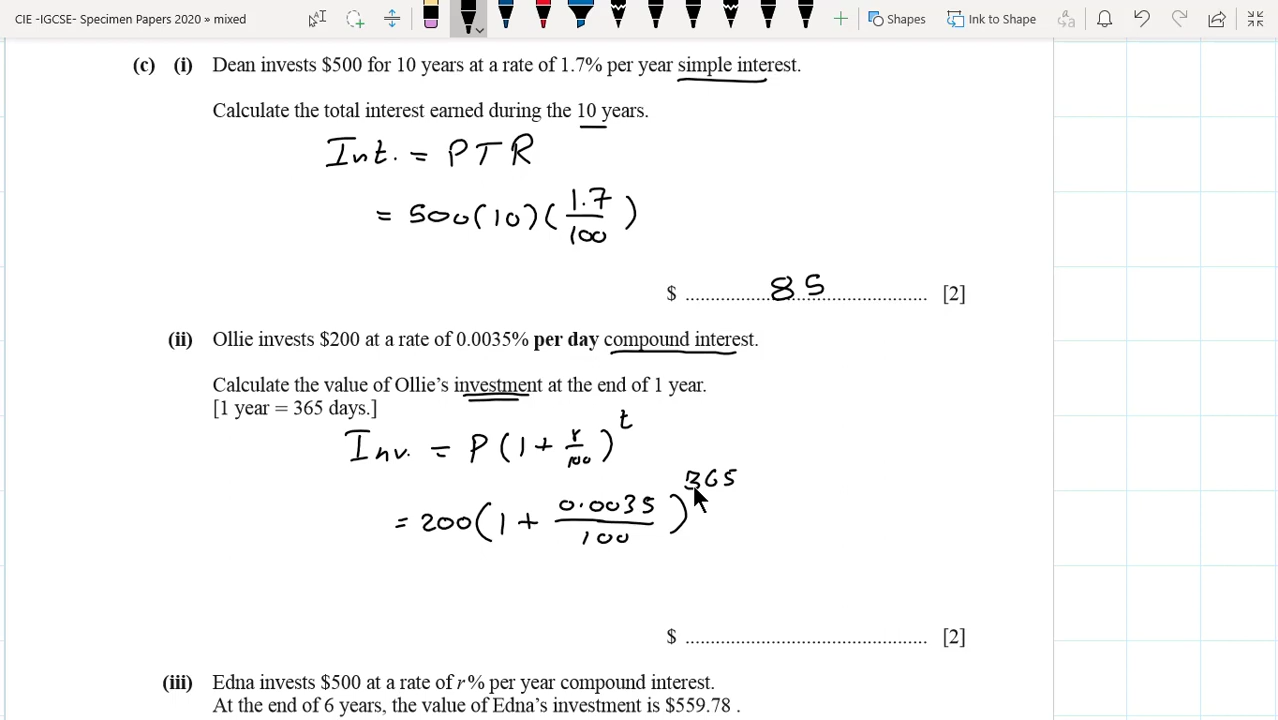 CIE -IGCSE- Specimen Papers 2020 » mixed
Shapes
Ink to Shape
(c) (i) Dean invests $500 for 10 years at a rate of 1.7% per year simple interest.
Calculate the total interest earned during the 10 years.
Int. = PTR
= 500(10)(1.7/100)
$ ................ 85 ................ [2]
(ii) Ollie invests $200 at a rate of 0.0035% per day compound interest.
Calculate the value of Ollie's investment at the end of 1 year.
[1 year = 365 days.]
Inv. = P(1 + r/100)^t
= 200(1 + 0.0035/100)^365
$ ................................................ [2]
(iii) Edna invests $500 at a rate of r% per year compound interest.
At the end of 6 years, the value of Edna's investment is $559.78 .